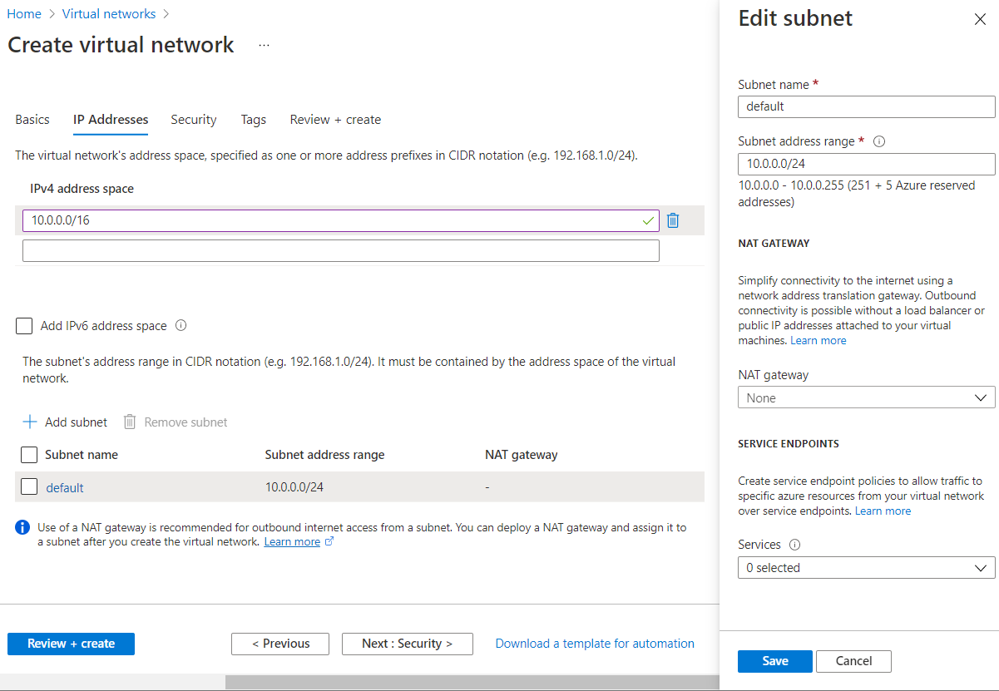 Home > Virtual networks >
Create virtual network ...
Basics IP Addresses Security Tags Review + create
The virtual network's address space, specified as one or more address prefixes in CIDR notation (e.g. 192.168.1.0/24).
IPv4 address space
10.0.0.0/16
Add IPv6 address space
The subnet's address range in CIDR notation (e.g. 192.168.1.0/24). It must be contained by the address space of the virtual
network.
Add subnet Remove subnet
Subnet name Subnet address range NAT gateway
default 10.0.0.0/24 -
Use of a NAT gateway is recommended for outbound internet access from a subnet. You can deploy a NAT gateway and assign it to
a subnet after you create the virtual network. Learn more
Review + create < Previous Next : Security > Download a template for automation
Edit subnet
Subnet name *
default
Subnet address range *
10.0.0.0/24
10.0.0.0 - 10.0.0.255 (251 + 5 Azure reserved
addresses)
NAT GATEWAY
Simplify connectivity to the internet using a
network address translation gateway. Outbound
connectivity is possible without a load balancer or
public IP addresses attached to your virtual
machines. Learn more
NAT gateway
None
SERVICE ENDPOINTS
Create service endpoint policies to allow traffic to
specific azure resources from your virtual network
over service endpoints. Learn more
Services
0 selected
Save Cancel